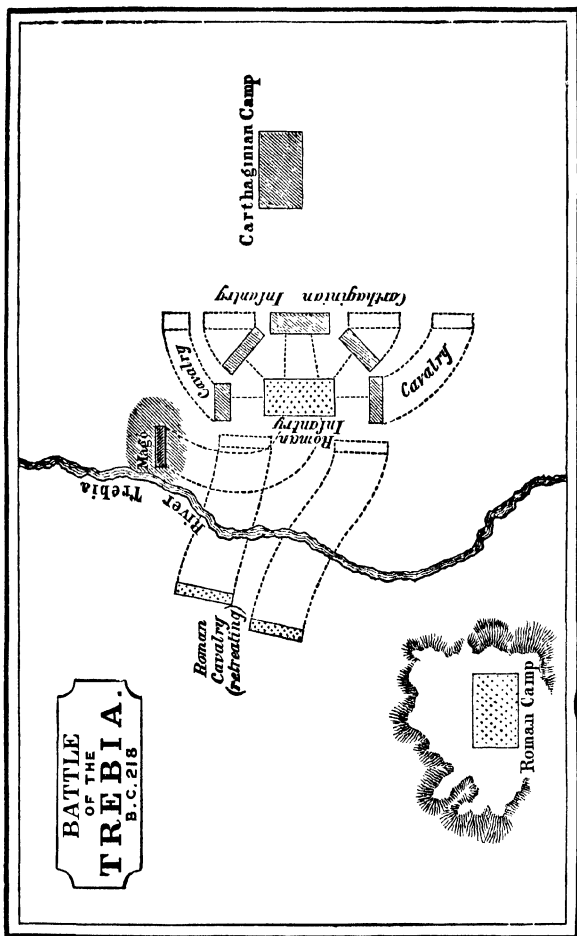 BATTLE
OF THE
TREBIA.
B.C. 218
Carthaginian Camp
Carthaginian Infantry
Cavalry
Cavalry
Roman
Infantry
Mago
River Trebia
Roman
Cavalry
(retreating)
Roman Camp